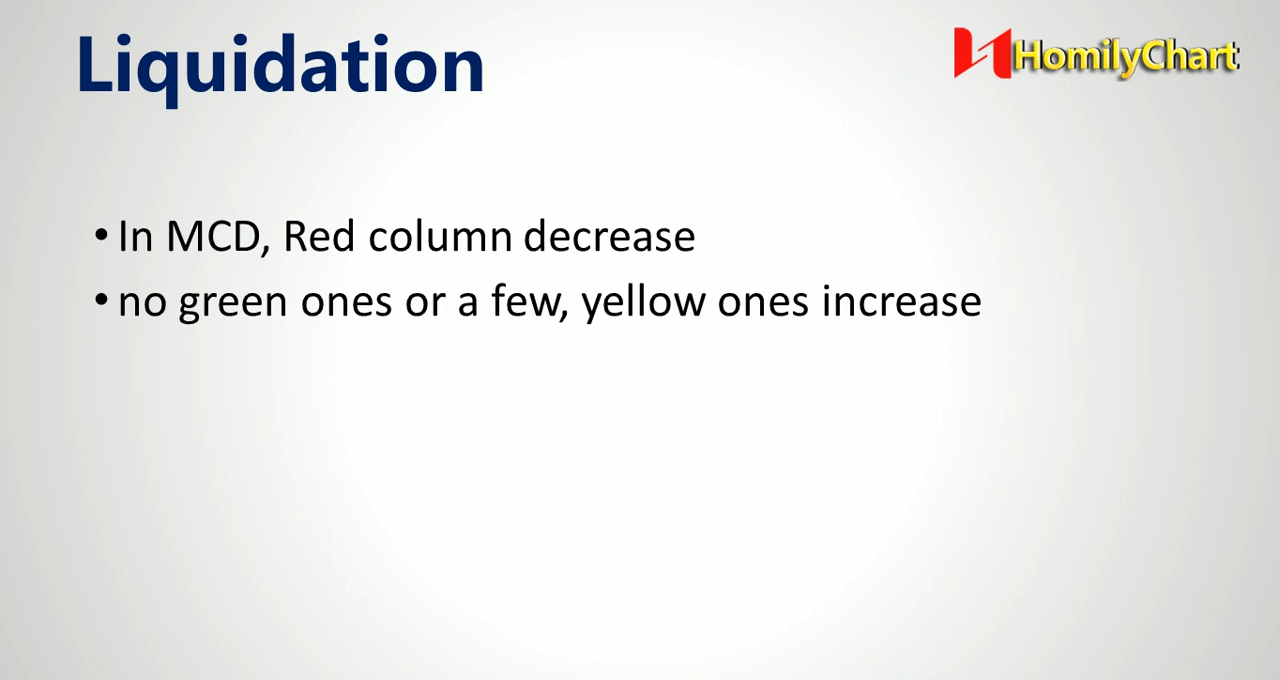 Liquidation
HomilyChart
• In MCD, Red column decrease
• no green ones or a few, yellow ones increase